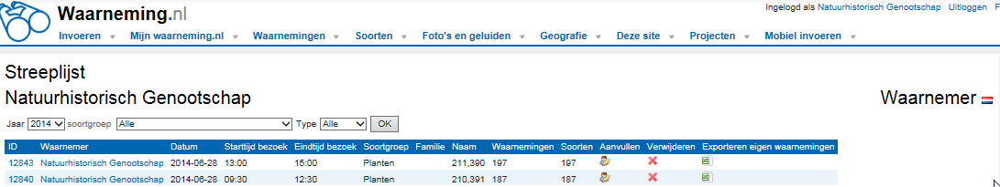 Waarneming.nl
Ingelogd als Natuurhistorisch Genootschap Uitloggen F
Invoeren Mijn waarneming.nl Waarnemingen Soorten Foto's en geluiden Geografie Deze site Projecten Mobiel invoeren
Streeplijst
Natuurhistorisch Genootschap Waarnemer
Jaar 2014 soortgroep Alle Type Alle OK
ID Waarnemer Datum Starttijd bezoek Eindtijd bezoek Soortgroep Familie Naam Waarnemingen Soorten Aanvullen Verwijderen Exporteren eigen waarnemingen
12843 Natuurhistorisch Genootschap 2014-06-28 13:00 15:00 Planten 211,390 197 197
12840 Natuurhistorisch Genootschap 2014-06-28 09:30 12:30 Planten 210,391 187 187